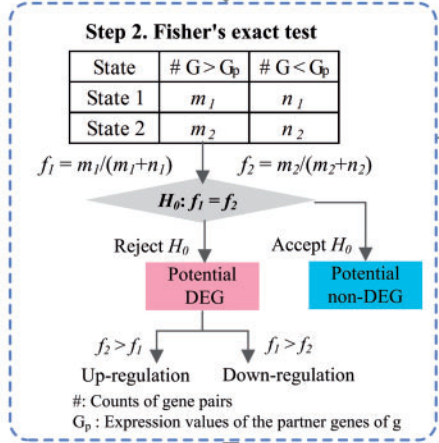 Step 2. Fisher's exact test
State # G > Gp # G < Gp
State 1 m1 n1
State 2 m2 n2
f1 = m1/(m1+n1) f2 = m2/(m2+n2)
H0: f1 = f2
Reject H0 Accept H0
Potential DEG
Potential non-DEG
f2 > f1 f1 > f2
Up-regulation Down-regulation
#: Counts of gene pairs
Gp : Expression values of the partner genes of g